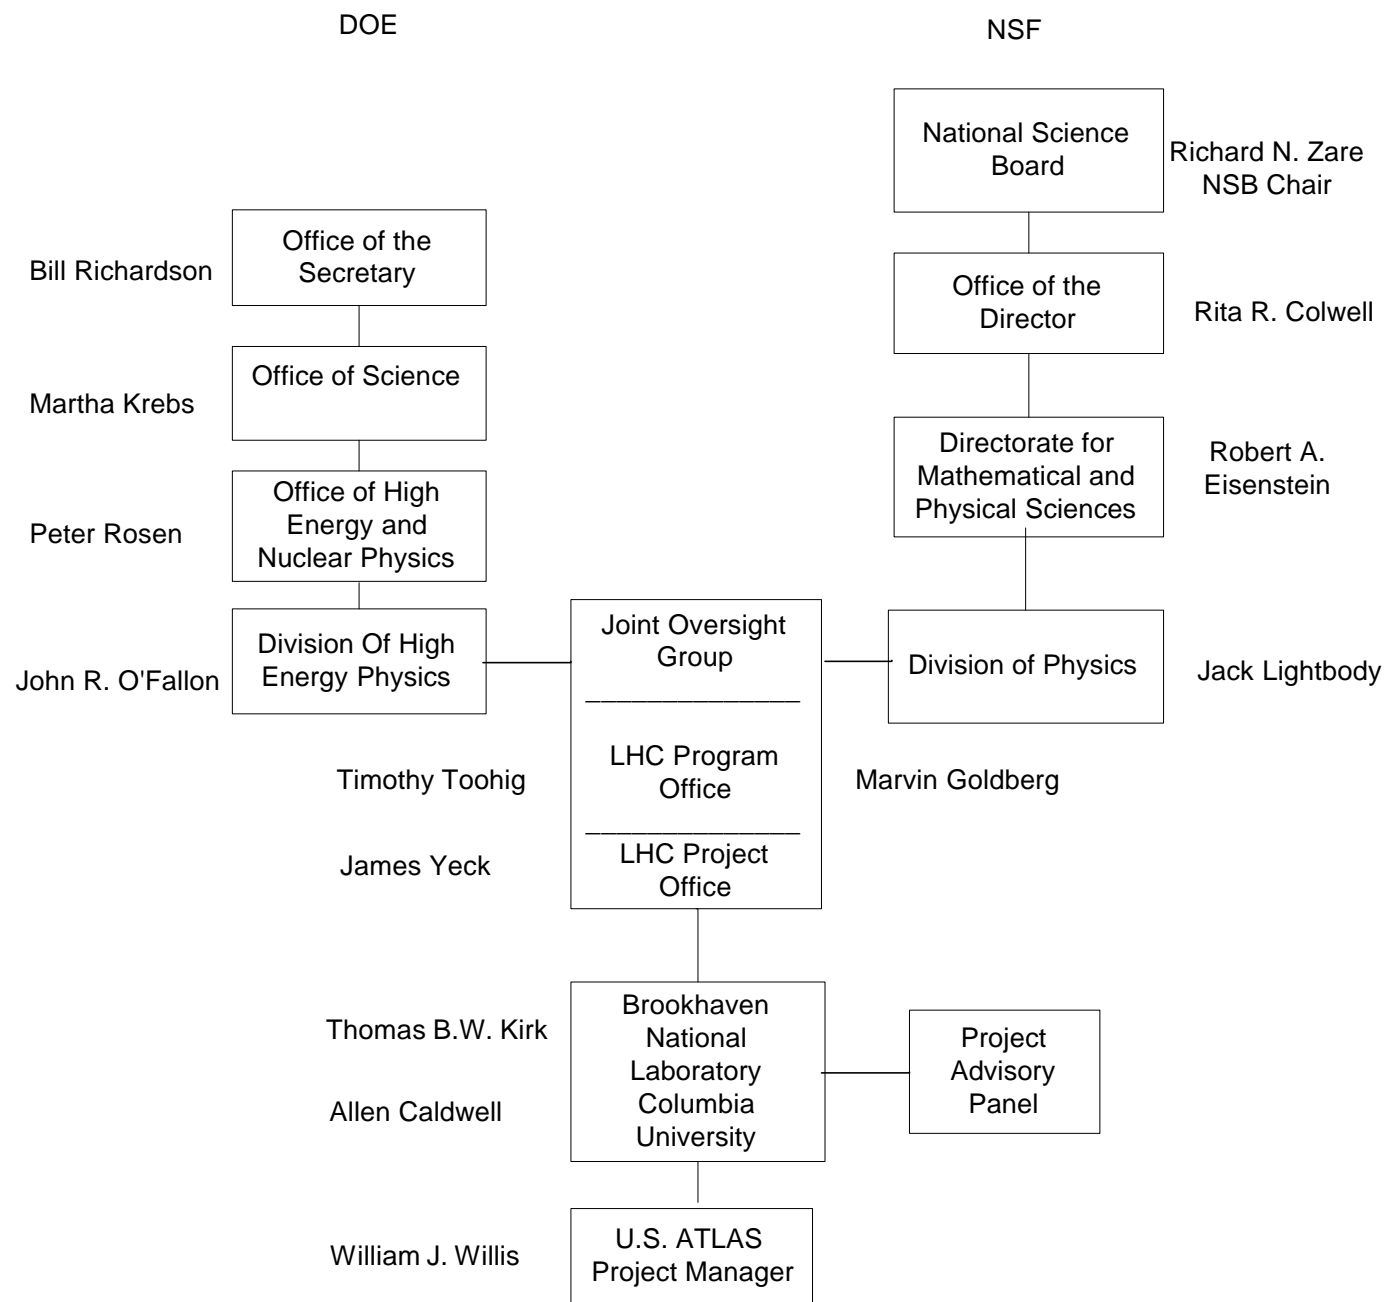 DOE
NSF
National Science
Board
Richard N. Zare
NSB Chair
Office of the
Secretary
Bill Richardson
Office of the
Director
Rita R. Colwell
Office of Science
Martha Krebs
Directorate for
Mathematical and
Physical Sciences
Robert A.
Eisenstein
Office of High
Energy and
Nuclear Physics
Peter Rosen
Division Of High
Energy Physics
John R. O'Fallon
Joint Oversight
Group
Division of Physics
Jack Lightbody
Timothy Toohig
LHC Program
Office
Marvin Goldberg
James Yeck
LHC Project
Office
Thomas B.W. Kirk
Allen Caldwell
Brookhaven
National
Laboratory
Columbia
University
Project
Advisory
Panel
William J. Willis
U.S. ATLAS
Project Manager